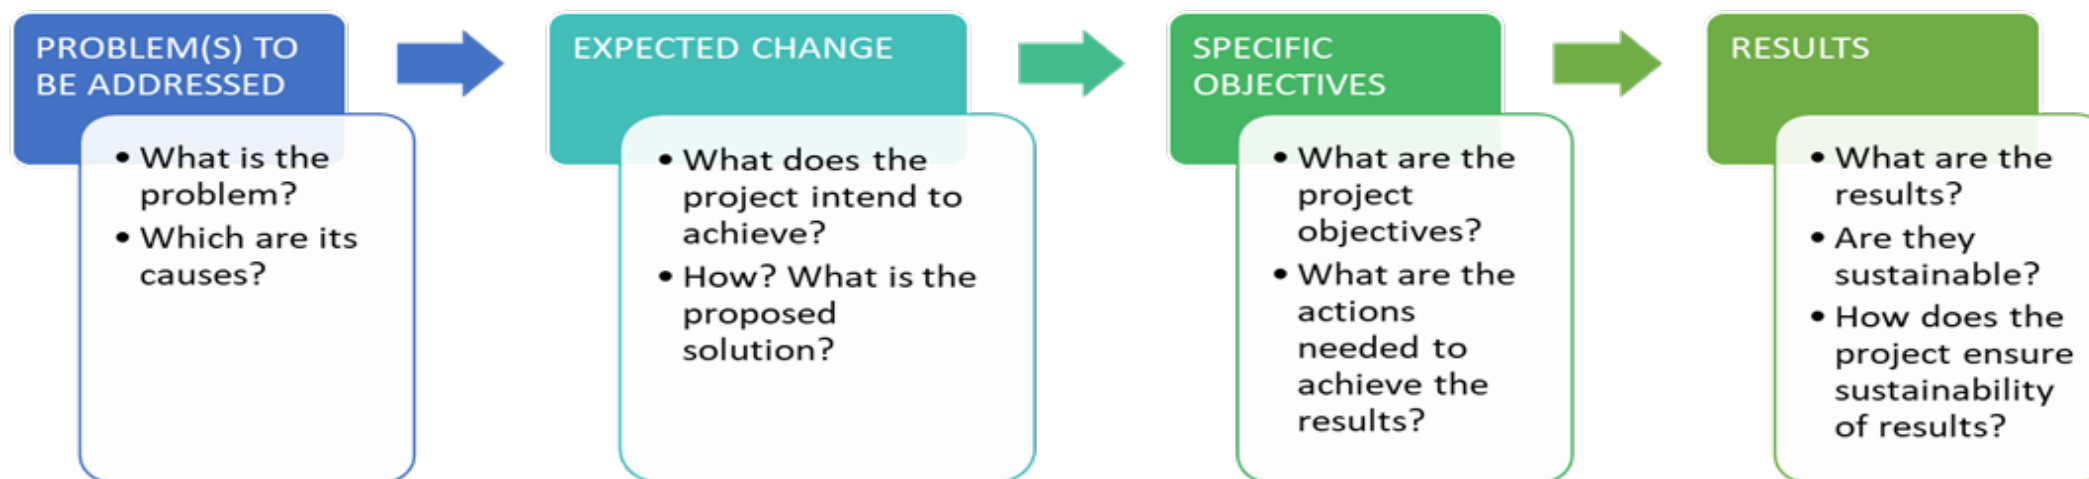 PROBLEM(S) TO
BE ADDRESSED
• What is the
problem?
• Which are its
causes?
EXPECTED CHANGE
• What does the
project intend to
achieve?
• How? What is the
proposed
solution?
SPECIFIC
OBJECTIVES
• What are the
project
objectives?
• What are the
actions
needed to
achieve the
results?
RESULTS
• What are the
results?
• Are they
sustainable?
• How does the
project ensure
sustainability
of results?